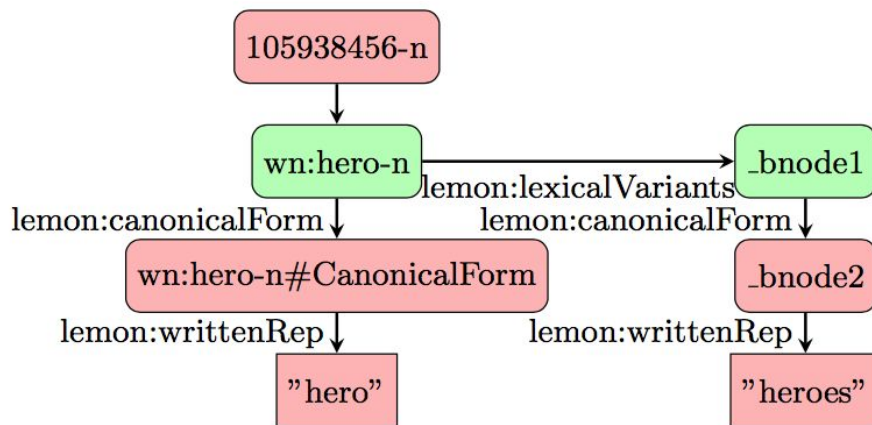 105938456-n
wn:hero-n
_bnode1
lemon:lexicalVariants
lemon:canonicalForm
lemon:canonicalForm
wn:hero-n#CanonicalForm
_bnode2
lemon:writtenRep
lemon:writtenRep
”hero”
”heroes”